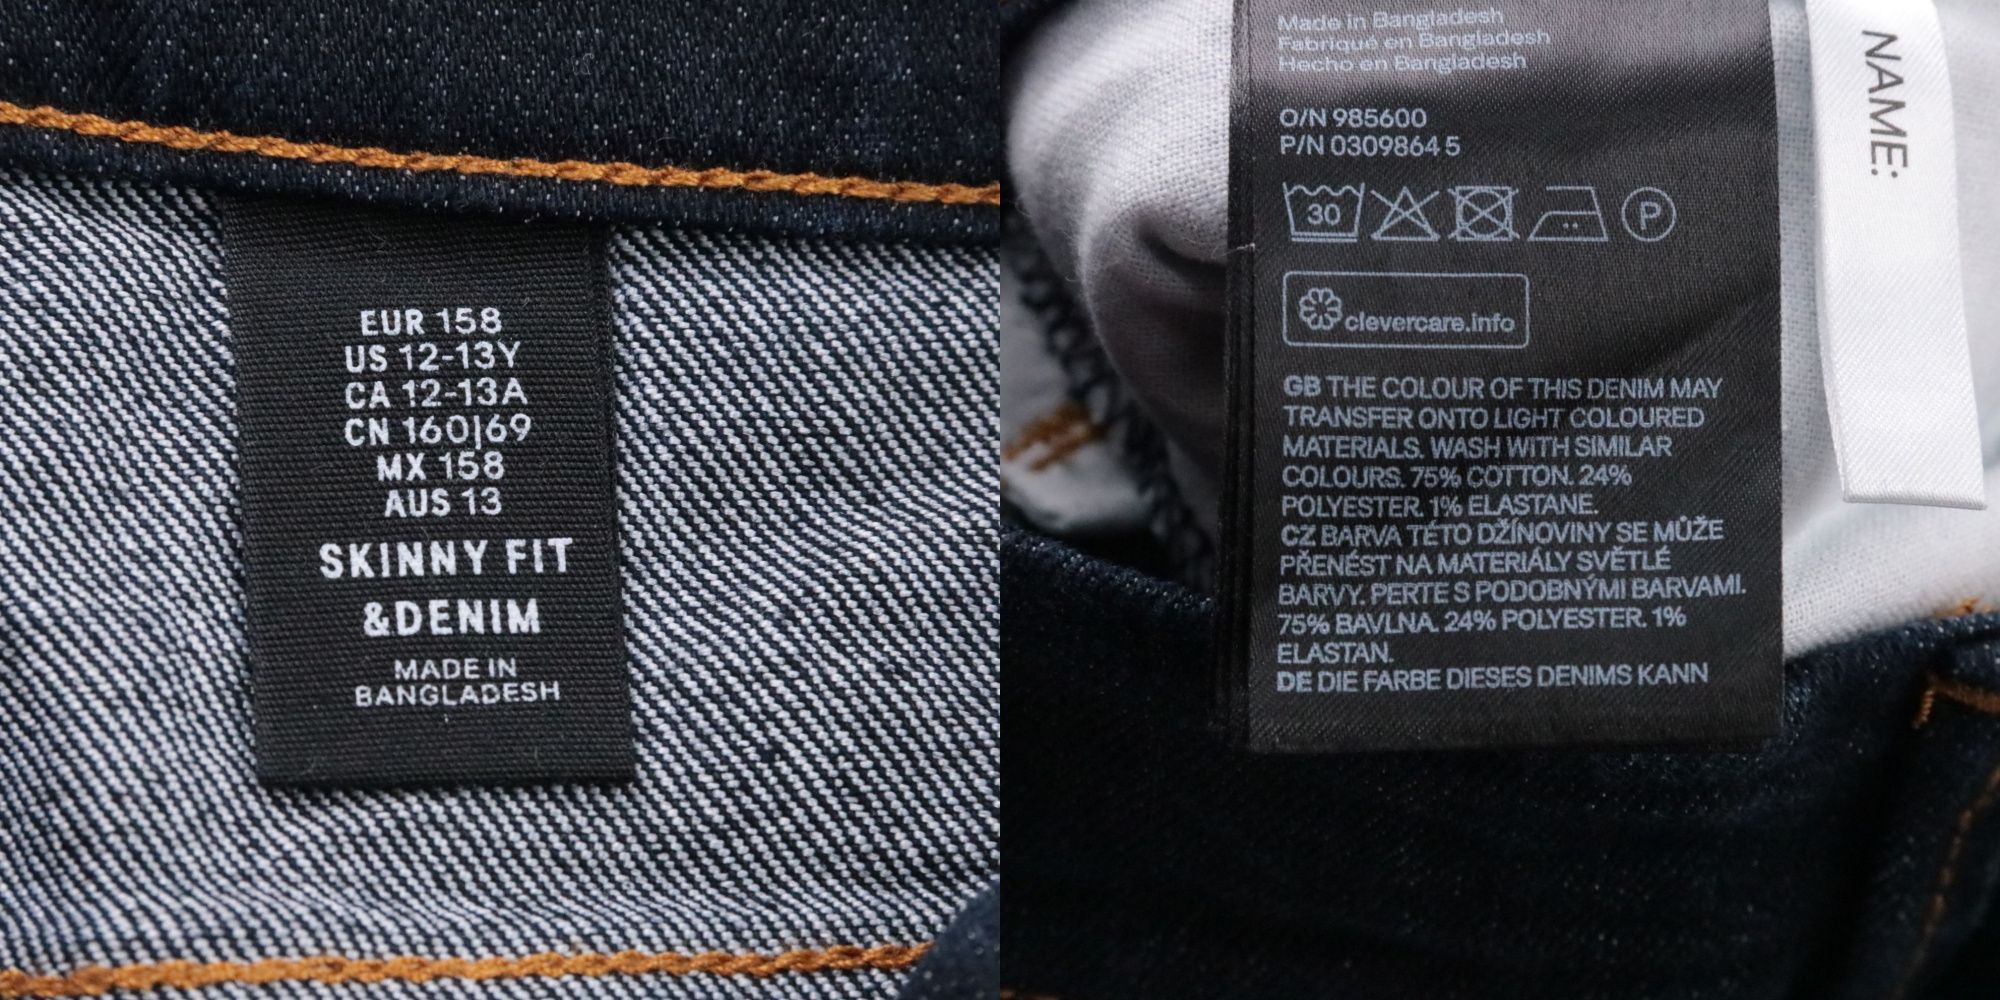 EUR 158
US 12-13Y
CA 12-13A
CN 160|69
MX 158
AUS 13
SKINNY FIT
&DENIM
MADE IN
BANGLADESH
Made in Bangladesh
Fabriqué en Bangladesh
Hecho en Bangladesh
O/N 985600
P/N 0309864 5
30
P
clevercare.info
GB THE COLOUR OF THIS DENIM MAY
TRANSFER ONTO LIGHT COLOURED
MATERIALS. WASH WITH SIMILAR
COLOURS. 75% COTTON. 24%
POLYESTER. 1% ELASTANE.
CZ BARVA TÉTO DŽÍNOVINY SE MŮŽE
PŘENÉST NA MATERIÁLY SVĚTLÉ
BARVY. PERTE S PODOBNÝMI BARVAMI.
75% BAVLNA. 24% POLYESTER. 1%
ELASTAN.
DE DIE FARBE DIESES DENIMS KANN
NAME: